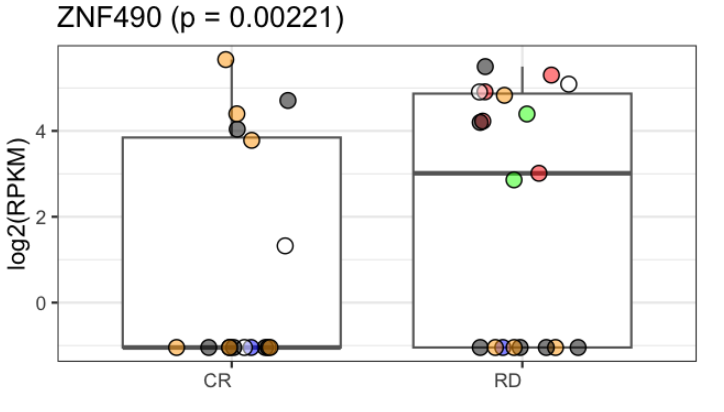 ZNF490 (p = 0.00221)
log2(RPKM)
4
2
0
CR
RD